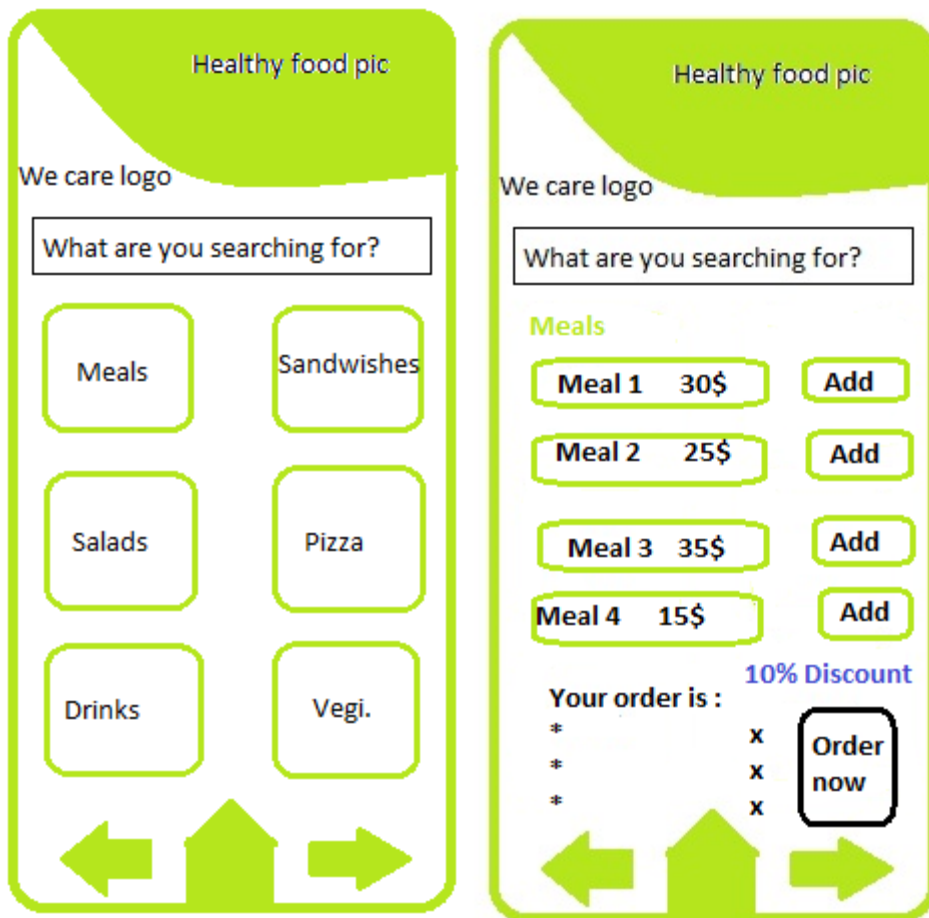 Healthy food pic
We care logo
What are you searching for?
Meals
Sandwishes
Salads
Pizza
Drinks
Vegi.
Healthy food pic
We care logo
What are you searching for?
Meals
Meal 1 30$ Add
Meal 2 25$ Add
Meal 3 35$ Add
Meal 4 15$ Add
10% Discount
Your order is :
* x
* x
* x
Order
now